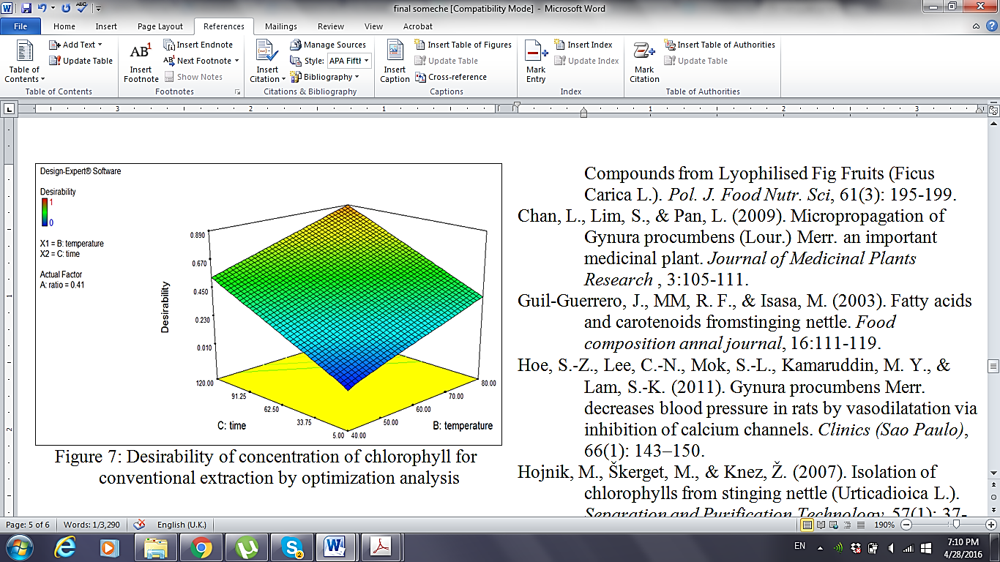 final someche [Compatibility Mode] - Microsoft Word
File Home Insert Page Layout References Mailings Review View Acrobat
Table of Contents
Add Text
Update Table
Table of Contents
AB1
Insert Footnote
Insert Endnote
AB1 Next Footnote
Show Notes
Footnotes
Insert Citation
Manage Sources
Style: APA Fifth
Bibliography
Citations & Bibliography
Insert Caption
Insert Table of Figures
Update Table
Cross-reference
Captions
Mark Entry
Insert Index
Update Index
Index
Mark Citation
Insert Table of Authorities
Update Table
Table of Authorities
3 2 1 1 2 3
1
2
Design-Expert® Software
Desirability
1
0
X1 = B: temperature
X2 = C: time
Actual Factor
A: ratio = 0.41
Desirability
0.890
0.670
0.450
0.230
0.010
120.00
91.25
62.50
33.75
5.00
C: time
40.00
50.00
60.00
70.00
80.00
B: temperature
Figure 7: Desirability of concentration of chlorophyll for
conventional extraction by optimization analysis
Compounds from Lyophilised Fig Fruits (Ficus
Carica L.). Pol. J. Food Nutr. Sci, 61(3): 195-199.
Chan, L., Lim, S., & Pan, L. (2009). Micropropagation of
Gynura procumbens (Lour.) Merr. an important
medicinal plant. Journal of Medicinal Plants
Research , 3:105-111.
Guil-Guerrero, J., MM, R. F., & Isasa, M. (2003). Fatty acids
and carotenoids fromstinging nettle. Food
composition annal journal, 16:111-119.
Hoe, S.-Z., Lee, C.-N., Mok, S.-L., Kamaruddin, M. Y., &
Lam, S.-K. (2011). Gynura procumbens Merr.
decreases blood pressure in rats by vasodilatation via
inhibition of calcium channels. Clinics (Sao Paulo),
66(1): 143–150.
Hojnik, M., Škerget, M., & Knez, Ž. (2007). Isolation of
chlorophylls from stinging nettle (Urticadioica L.).
Separation and Purification Technology, 57(1): 37-
Page: 5 of 6 Words: 1/3,290 English (U.K.) 190%
EN
7:10 PM
4/28/2016